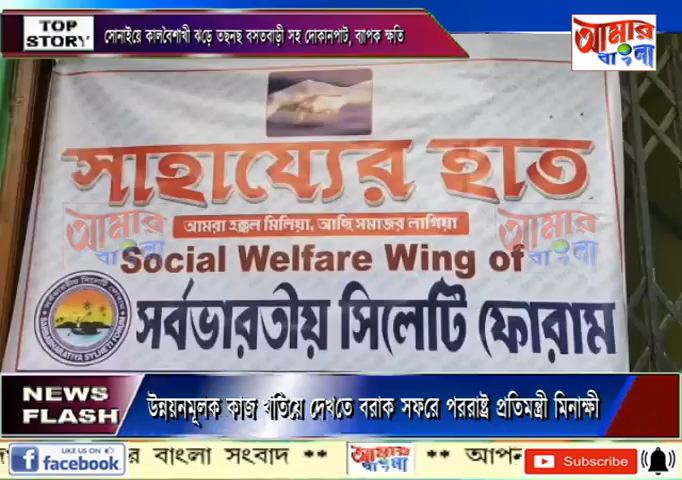 TOP STORY
সোনাইয়ে কালবৈশাখী ঝড়ে তছনছ বসতবাড়ী সহ দোকানপাট, ব্যাপক ক্ষতি
আমার বাংলা
সাহায্যের হাত
আমরা হক্কল মিলিয়া, আছি সমাজর লাগিয়া
আমার বাংলা
আমার বাংলা
Social Welfare Wing of
সর্বভারতীয় সিলেটি ফোরাম
NEWS FLASH
উন্নয়নমূলক কাজ খতিয়ে দেখতে বরাক সফরে পররাষ্ট্র প্রতিমন্ত্রী মিনাক্ষী
LIKE US ON
facebook
র বাংলা সংবাদ ** আমার বাংলা ** আপন
Subscribe